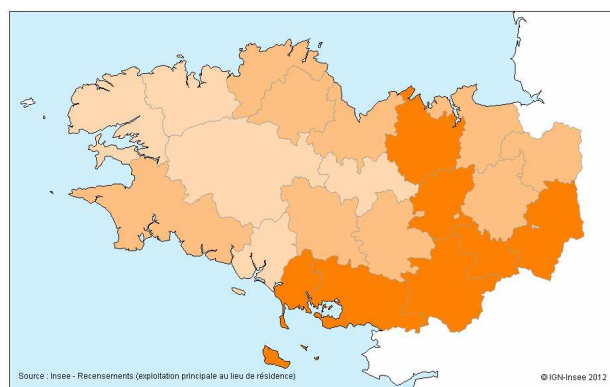 Source : Insee - Recensements (exploitation principale au lieu de résidence)
© IGN-Insee 2012